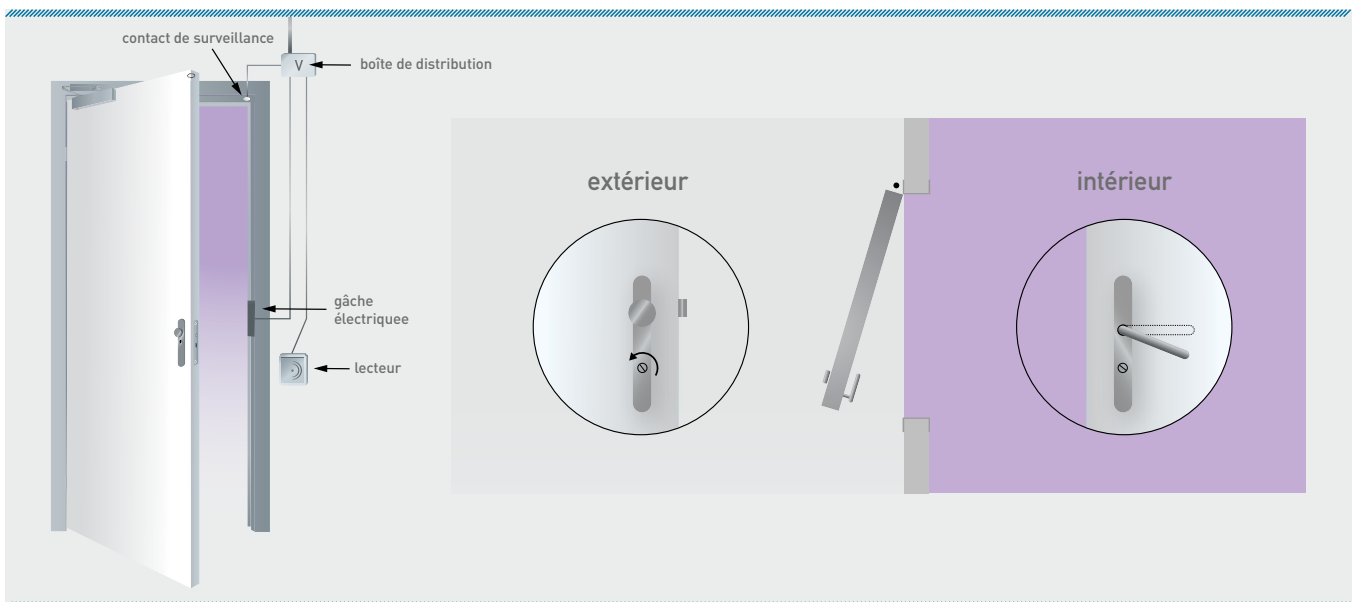 contact de surveillance
V
boîte de distribution
extérieur
intérieur
gâche
électriquee
lecteur